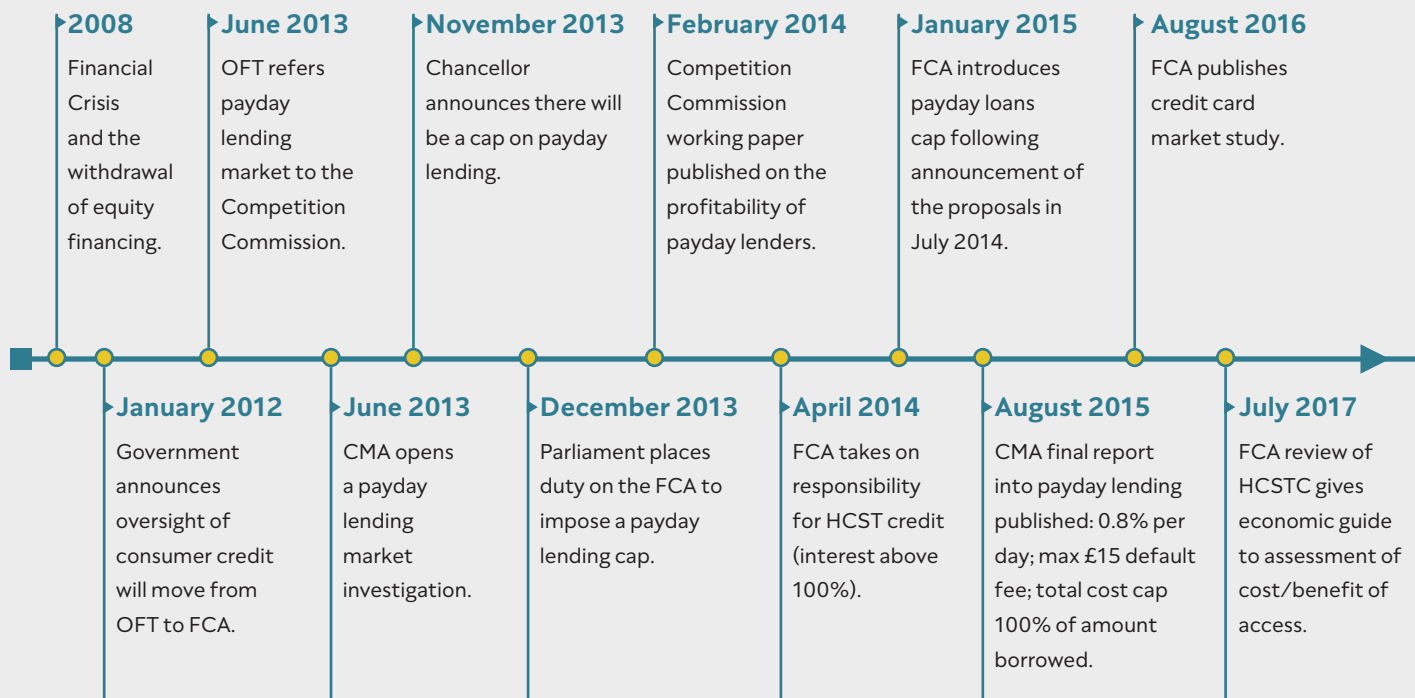 2008
Financial
Crisis
and the
withdrawal
of equity
financing.
June 2013
OFT refers
payday
lending
market to the
Competition
Commission.
November 2013
Chancellor
announces there will
be a cap on payday
lending.
February 2014
Competition
Commission
working paper
published on the
profitability of
payday lenders.
January 2015
FCA introduces
payday loans
cap following
announcement of
the proposals in
July 2014.
August 2016
FCA publishes
credit card
market study.
January 2012
Government
announces
oversight of
consumer credit
will move from
OFT to FCA.
June 2013
CMA opens
a payday
lending
market
investigation.
December 2013
Parliament places
duty on the FCA to
impose a payday
lending cap.
April 2014
FCA takes on
responsibility
for HCST credit
(interest above
100%).
August 2015
CMA final report
into payday lending
published: 0.8% per
day; max £15 default
fee; total cost cap
100% of amount
borrowed.
July 2017
FCA review of
HCSTC gives
economic guide
to assessment of
cost/benefit of
access.